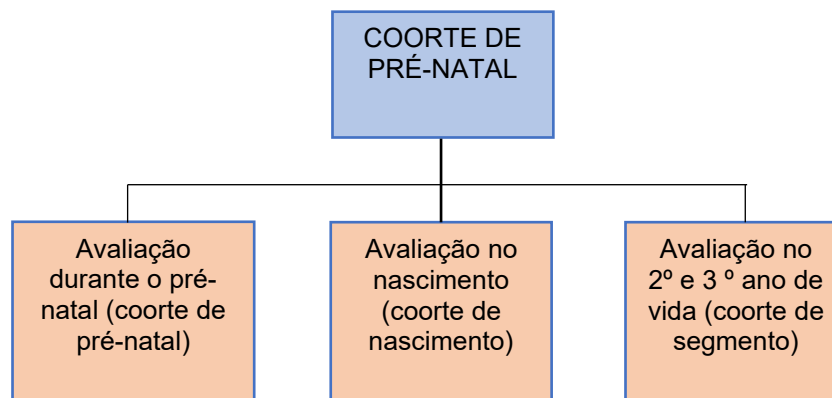 COORTE DE
PRÉ-NATAL
Avaliação
durante o pré-
natal (coorte de
pré-natal)
Avaliação no
nascimento
(coorte de
nascimento)
Avaliação no
2º e 3 º ano de
vida (coorte de
segmento)